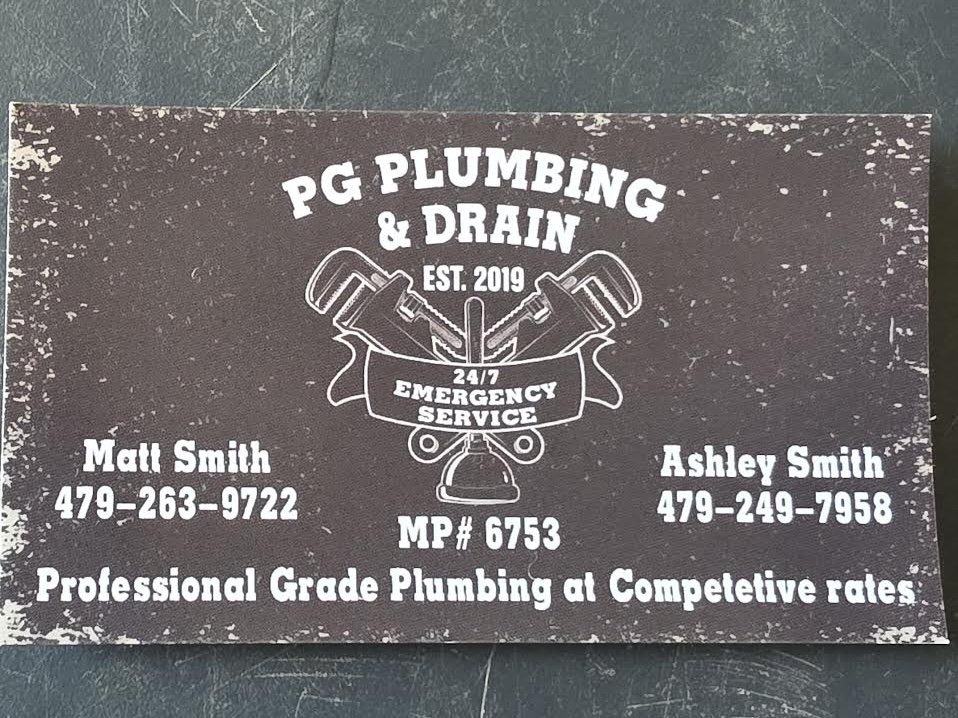 PG PLUMBING
& DRAIN
EST. 2019
24/7
EMERGENCY
SERVICE
Matt Smith
479-263-9722
Ashley Smith
479-249-7958
MP# 6753
Professional Grade Plumbing at Competetive rates